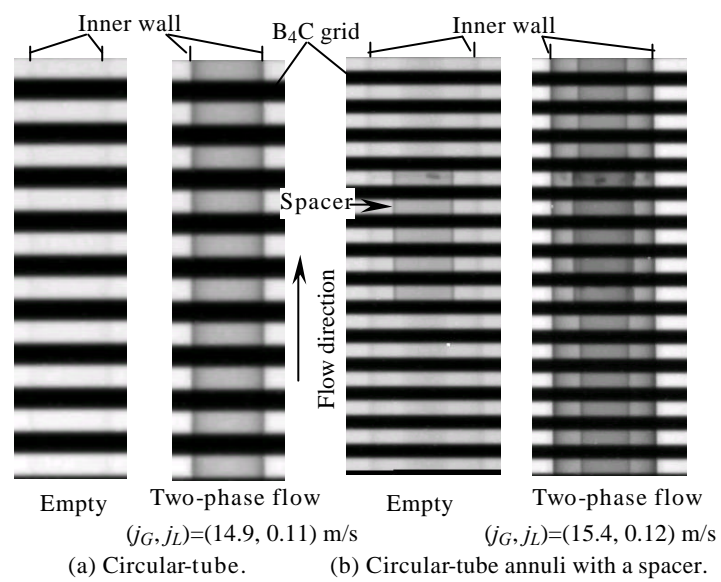 Inner wall
B4C grid
Inner wall
Spacer
Flow direction
Empty
Two-phase flow
Empty
Two-phase flow
(jG, jL)=(14.9, 0.11) m/s
(jG, jL)=(15.4, 0.12) m/s
(a) Circular-tube.
(b) Circular-tube annuli with a spacer.